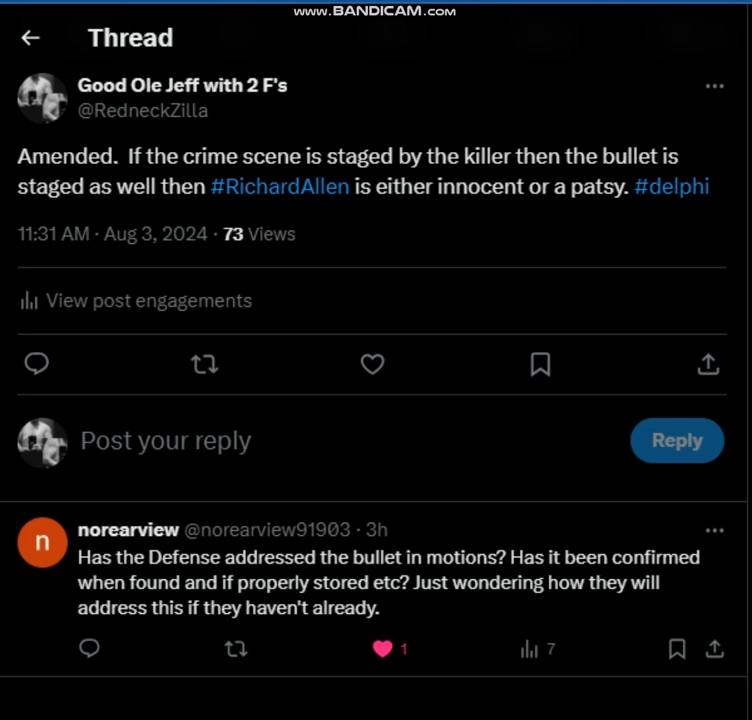 www.BANDICAM.com
Thread
Good Ole Jeff with 2 F's
@RedneckZilla
Amended. If the crime scene is staged by the killer then the bullet is
staged as well then #RichardAllen is either innocent or a patsy. #delphi
11:31 AM · Aug 3, 2024 · 73 Views
View post engagements
Post your reply
Reply
n
norearview @norearview91903 · 3h
Has the Defense addressed the bullet in motions? Has it been confirmed
when found and if properly stored etc? Just wondering how they will
address this if they haven't already.
1
7